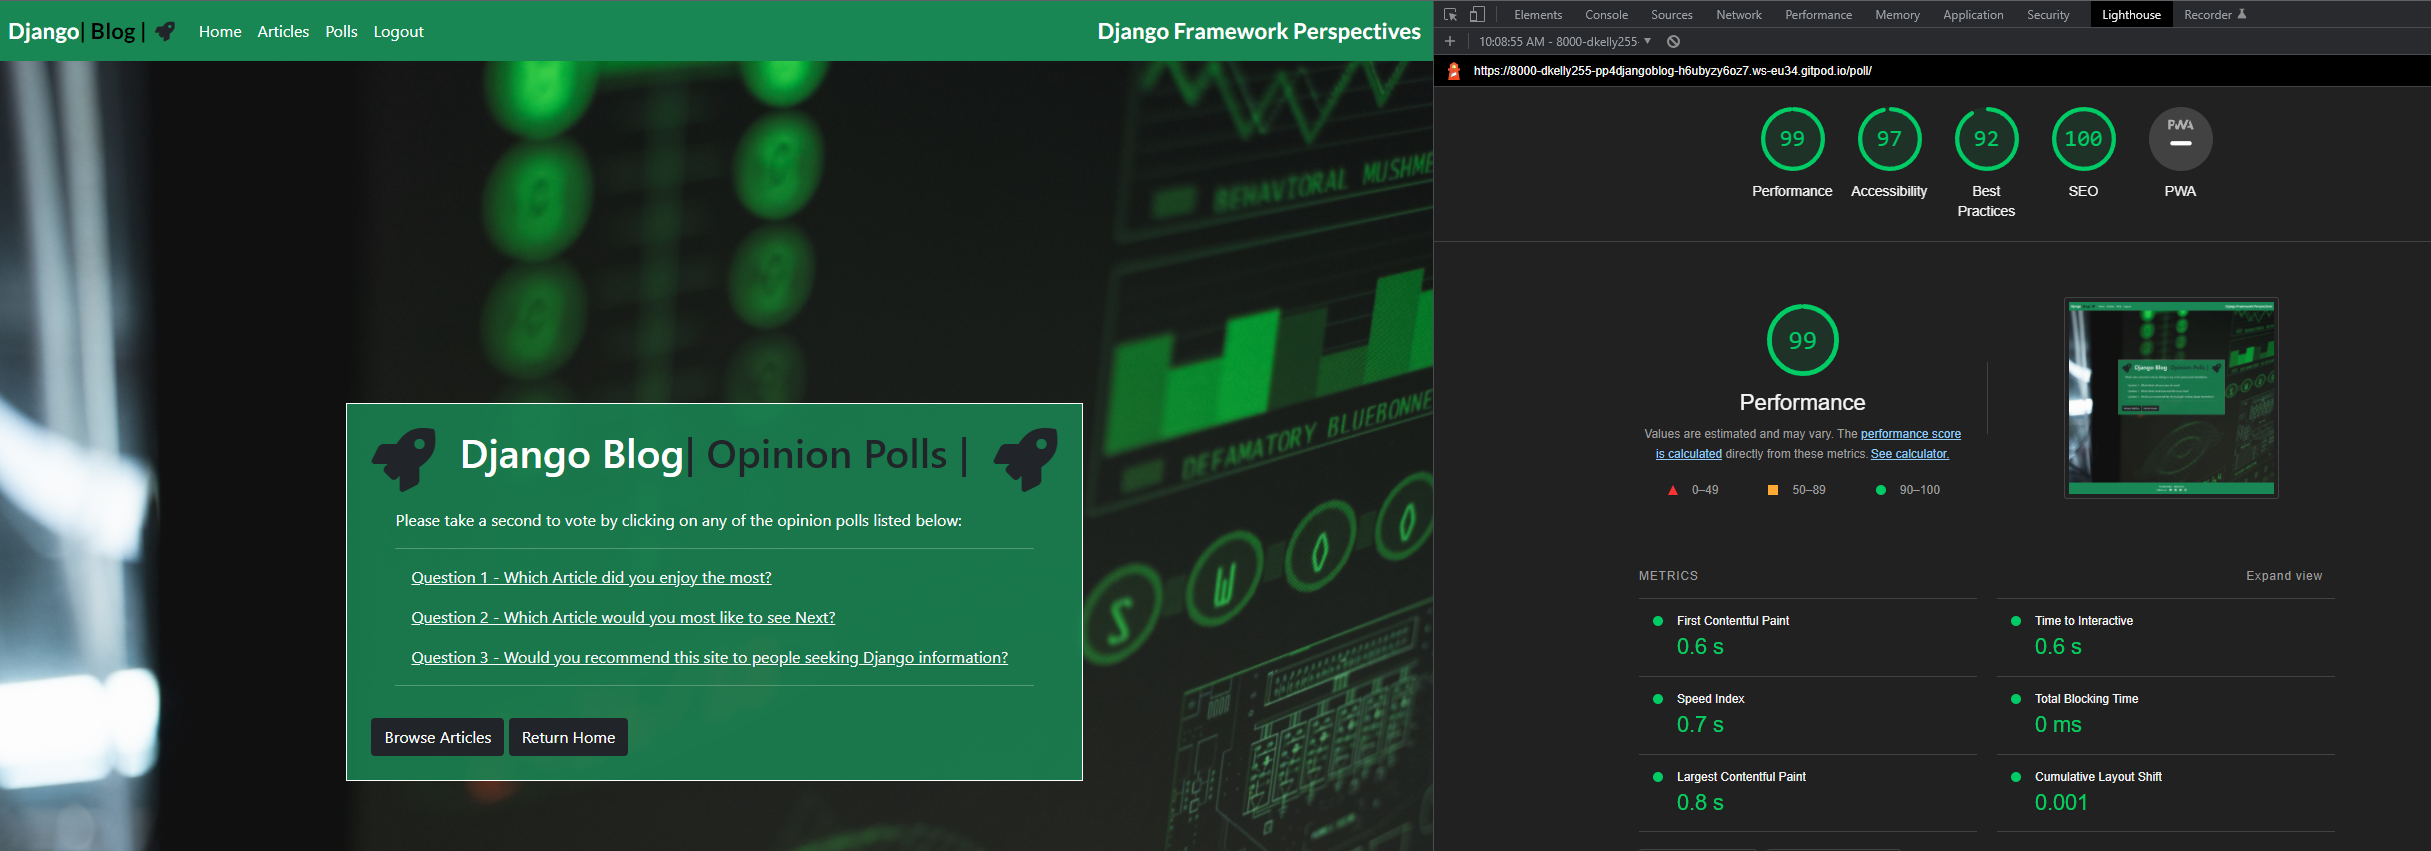 Django| Blog |
Home Articles Polls Logout
Django Framework Perspectives
BEHAVTORAL
DEFAMATORY
S W
Django Blog| Opinion Polls |
Please take a second to vote by clicking on any of the opinion polls listed below:
Question 1 - Which Article did you enjoy the most?
Question 2 - Which Article would you most like to see Next?
Question 3 - Would you recommend this site to people seeking Django information?
Browse Articles Return Home
Elements Console Sources Network Performance Memory Application Security Lighthouse Recorder
10:08:55 AM - 8000-dkelly255-
https://8000-dkelly255-pp4djangoblog-h6ubyzy6oz7.ws-eu34.gitpod.io/poll/
99 97 92 100 PWA
Performance Accessibility Best Practices SEO PWA
99
Performance
Values are estimated and may vary. The performance score
is calculated directly from these metrics. See calculator.
0–49 50–89 90–100
METRICS Expand view
First Contentful Paint
0.6 s
Time to Interactive
0.6 s
Speed Index
0.7 s
Total Blocking Time
0 ms
Largest Contentful Paint
0.8 s
Cumulative Layout Shift
0.001